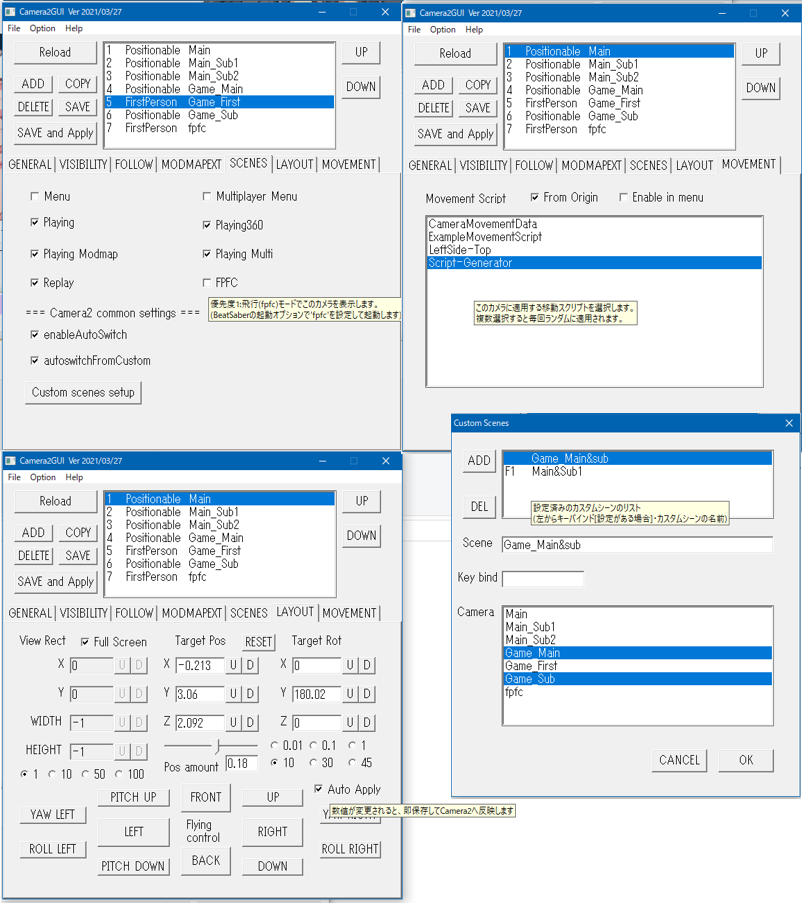 Camera2GUI Ver 2021/03/27
File Option Help
Reload
ADD COPY
DELETE SAVE
SAVE and Apply
1 Positionable Main
2 Positionable Main_Sub1
3 Positionable Main_Sub2
4 Positionable Game_Main
5 FirstPerson Game_First
6 Positionable Game_Sub
7 FirstPerson fpfc
UP
DOWN
GENERAL VISIBILITY FOLLOW MODMAPEXT SCENES LAYOUT MOVEMENT
Menu Multiplayer Menu
Playing Playing360
Playing Modmap Playing Multi
Replay FPFC
優先度1:飛行(fpfc)モードでこのカメラを表示します。
(BeatSaberの起動オプションで'fpfc'を設定して起動します)
=== Camera2 common settings ===
enableAutoSwitch
autoswitchFromCustom
Custom scenes setup
Camera2GUI Ver 2021/03/27
File Option Help
Reload
ADD COPY
DELETE SAVE
SAVE and Apply
1 Positionable Main
2 Positionable Main_Sub1
3 Positionable Main_Sub2
4 Positionable Game_Main
5 FirstPerson Game_First
6 Positionable Game_Sub
7 FirstPerson fpfc
UP
DOWN
GENERAL VISIBILITY FOLLOW MODMAPEXT SCENES LAYOUT MOVEMENT
Movement Script From Origin Enable in menu
CameraMovementData
ExampleMovementScript
LeftSide-Top
Script-Generator
このカメラに適用する移動スクリプトを選択します。
複数選択すると毎回ランダムに適用されます。
Camera2GUI Ver 2021/03/27
File Option Help
Reload
ADD COPY
DELETE SAVE
SAVE and Apply
1 Positionable Main
2 Positionable Main_Sub1
3 Positionable Main_Sub2
4 Positionable Game_Main
5 FirstPerson Game_First
6 Positionable Game_Sub
7 FirstPerson fpfc
UP
DOWN
GENERAL VISIBILITY FOLLOW MODMAPEXT SCENES LAYOUT MOVEMENT
View Rect Full Screen Target Pos RESET Target Rot
X 0 U D X -0.213 U D X 0 U D
Y 0 U D Y 3.06 U D Y 180.02 U D
WIDTH -1 U D Z 2.092 U D Z 0 U D
HEIGHT -1 U D
Pos amount 0.18
0.01 0.1 1
10 30 45
1 10 50 100
Auto Apply
PITCH UP FRONT UP
数値が変更されると、即保存してCamera2へ反映します
YAW LEFT
LEFT Flying control RIGHT
ROLL LEFT ROLL RIGHT
PITCH DOWN BACK DOWN
Custom Scenes
ADD
DEL
Game_Main&sub
F1 Main&Sub1
設定済みのカスタムシーンのリスト
(左からキーバインド[設定がある場合]・カスタムシーンの名前)
Scene Game_Main&sub
Key bind
Camera
Main
Main_Sub1
Main_Sub2
Game_Main
Game_First
Game_Sub
fpfc
CANCEL OK